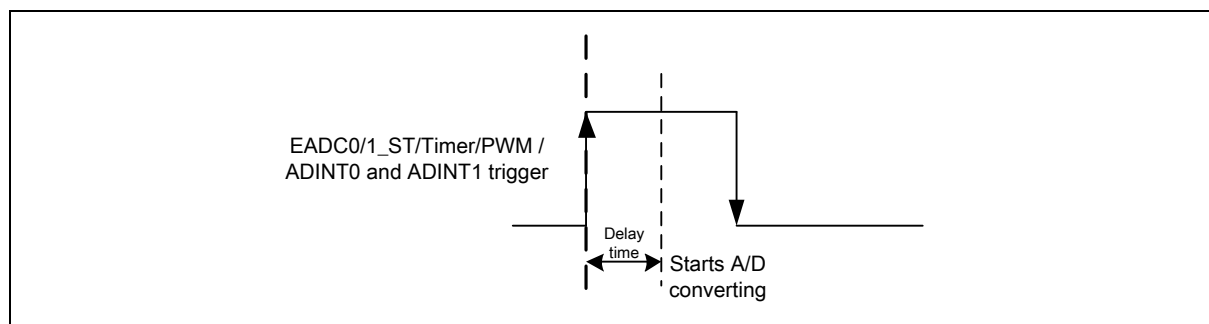 EADC0/1_ST/Timer/PWM /
ADINT0 and ADINT1 trigger
Delay
time
Starts A/D
converting